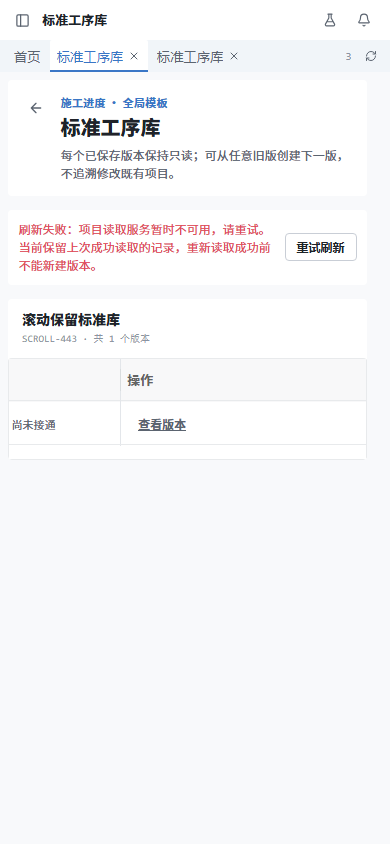 标准工序库
首页
标准工序库
标准工序库
3
施工进度 • 全局模板
标准工序库
每个已保存版本保持只读；可从任意旧版创建下一版，
不追溯修改既有项目。
刷新失败：项目读取服务暂时不可用，请重试。
当前保留上次成功读取的记录，重新读取成功前
不能新建版本。
重试刷新
滚动保留标准库
SCROLL-443 · 共 1 个版本
操作
尚未接通
查看版本